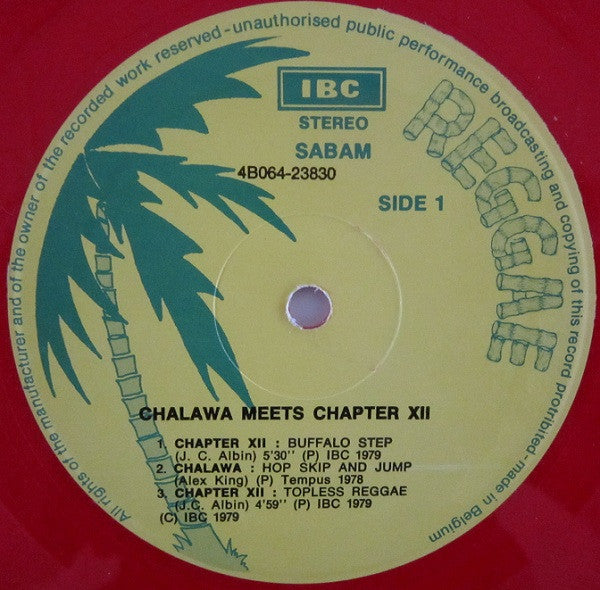 All rights of the manufacturer and of the owner of the recorded work reserved-unauthorised public performance broadcasting and copying of this record prohibited-made in Belgium
IBC
STEREO
SABAM
4B064-23830
SIDE 1
REGGAE
CHALAWA MEETS CHAPTER XII
1. CHAPTER XII : BUFFALO STEP
(J. C. Albin) 5'30'' (P) IBC 1979
2. CHALAWA : HOP SKIP AND JUMP
(Alex King) (P) Tempus 1978
3. CHAPTER XII : TOPLESS REGGAE
(J.C. Albin) 4'59'' (P) IBC 1979
(C) IBC 1979